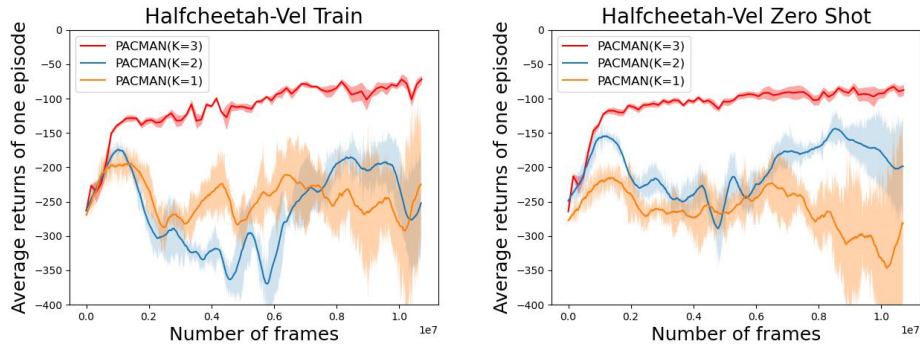 Halfcheetah-Vel Train
Average returns of one episode
0
−50
−100
−150
−200
−250
−300
−350
−400
PACMAN(K=3)
PACMAN(K=2)
PACMAN(K=1)
0.0
0.2
0.4
0.6
0.8
1.0
1e7
Number of frames
Halfcheetah-Vel Zero Shot
Average returns of one episode
0
−50
−100
−150
−200
−250
−300
−350
−400
PACMAN(K=3)
PACMAN(K=2)
PACMAN(K=1)
0.0
0.2
0.4
0.6
0.8
1.0
1e7
Number of frames